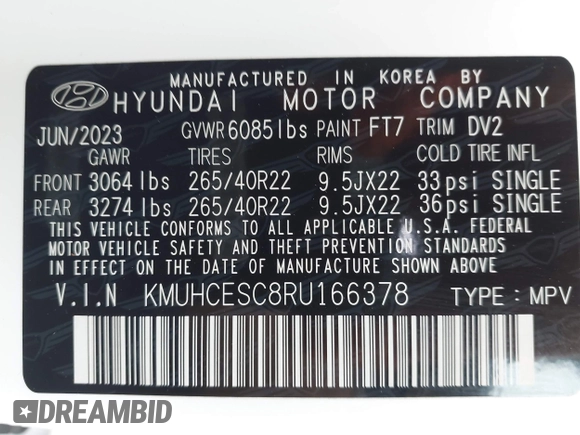 MANUFACTURED IN KOREA BY
HYUNDAI MOTOR COMPANY
JUN/2023 GVWR 6085lbs PAINT FT7 TRIM DV2
GAWR TIRES RIMS COLD TIRE INFL
FRONT 3064lbs 265/40R22 9.5JX22 33psi SINGLE
REAR 3274lbs 265/40R22 9.5JX22 36psi SINGLE
THIS VEHICLE CONFORMS TO ALL APPLICABLE U.S.A. FEDERAL
MOTOR VEHICLE SAFETY AND THEFT PREVENTION STANDARDS
IN EFFECT ON THE DATE OF MANUFACTURE SHOWN ABOVE.
V.I.N KMUHCESC8RU166378 TYPE : MPV
DREAMBID